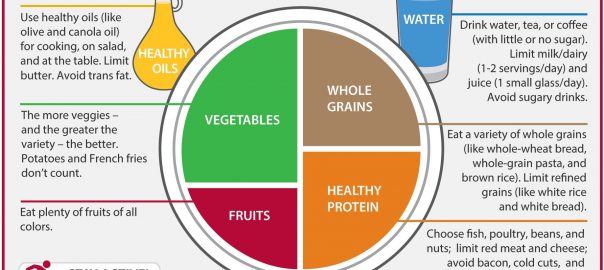 Use healthy oils (like
olive and canola oil)
for cooking, on salad,
and at the table. Limit
butter. Avoid trans fat.
HEALTHY
OILS
WATER
Drink water, tea, or coffee
(with little or no sugar).
Limit milk/dairy
(1-2 servings/day) and
juice (1 small glass/day).
Avoid sugary drinks.
The more veggies –
and the greater the
variety – the better.
Potatoes and French fries
don't count.
VEGETABLES
WHOLE
GRAINS
Eat a variety of whole grains
(like whole-wheat bread,
whole-grain pasta, and
brown rice). Limit refined
grains (like white rice
and white bread).
Eat plenty of fruits of all
colors.
FRUITS
HEALTHY
PROTEIN
Choose fish, poultry, beans, and
nuts; limit red meat and cheese;
avoid bacon, cold cuts, and
STAY ACTIVE!